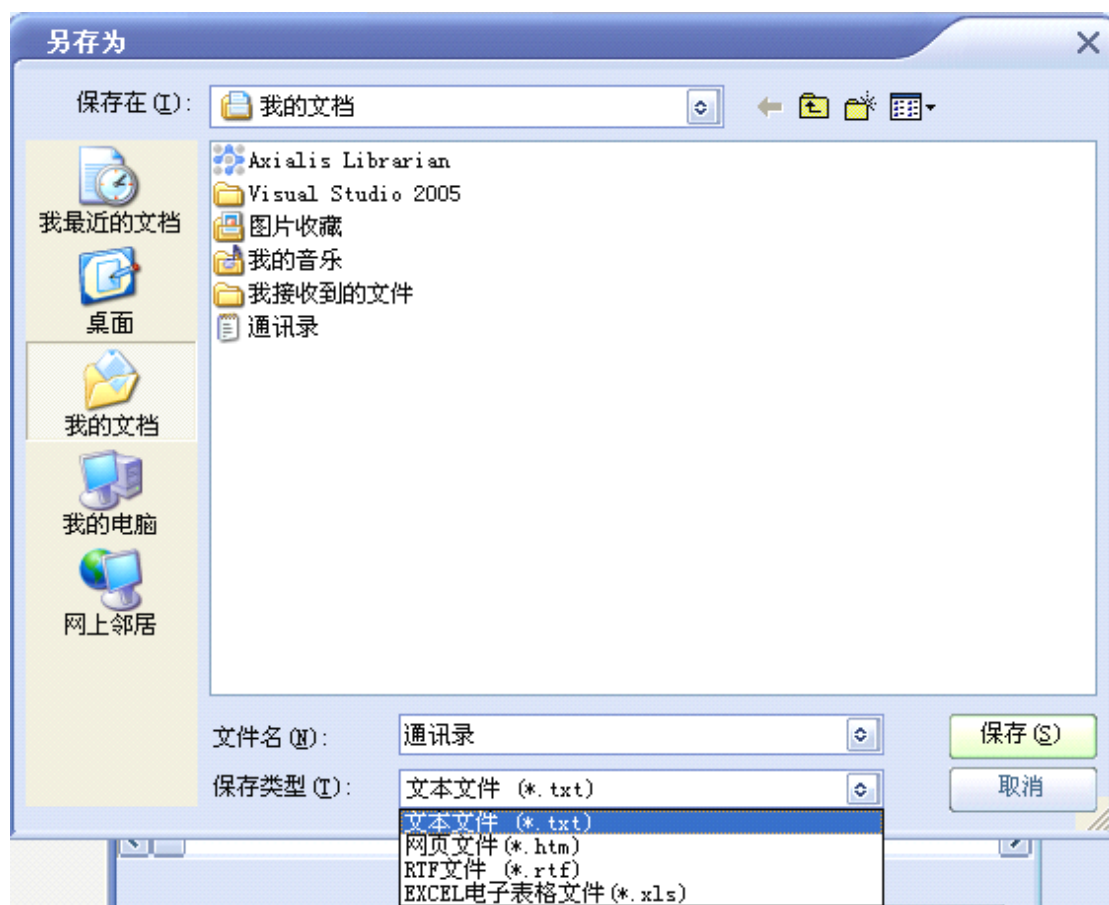 另存为
保存在(I):
我的文档
Axialis Librarian
Visual Studio 2005
图片收藏
我的音乐
我接收到的文件
通讯录
我最近的文档
桌面
我的文档
我的电脑
网上邻居
文件名(N):
通讯录
保存(S)
保存类型(T):
文本文件 (*.txt)
取消
文本文件 (*.txt)
网页文件(*.htm)
RTF文件 (*.rtf)
EXCEL电子表格文件(*.xls)